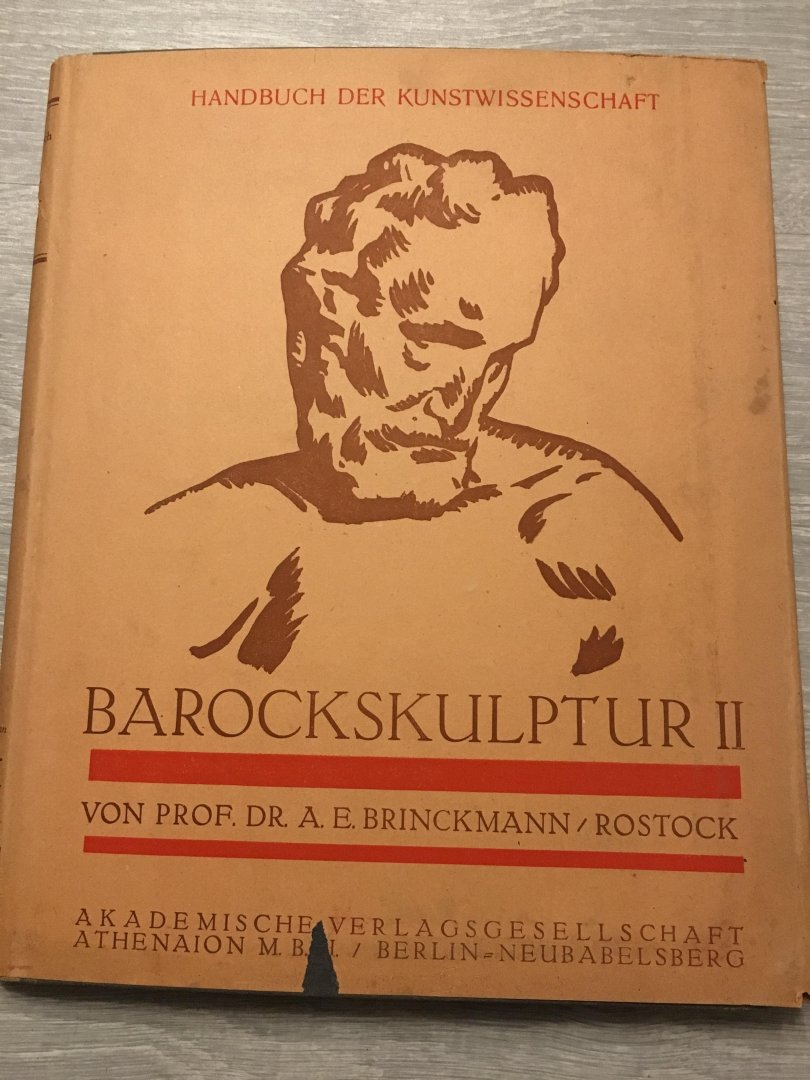 HANDBUCH DER KUNSTWISSENSCHAFT
BAROCKSKULPTUR II
VON PROF. DR. A. E. BRINCKMANN / ROSTOCK
AKADEMISCHE VERLAGSGESELLSCHAFT
ATHENAION M. B. / BERLIN=NEUBABELSBERG